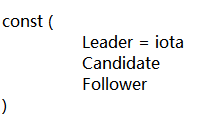 const (
Leader = iota
Candidate
Follower
)